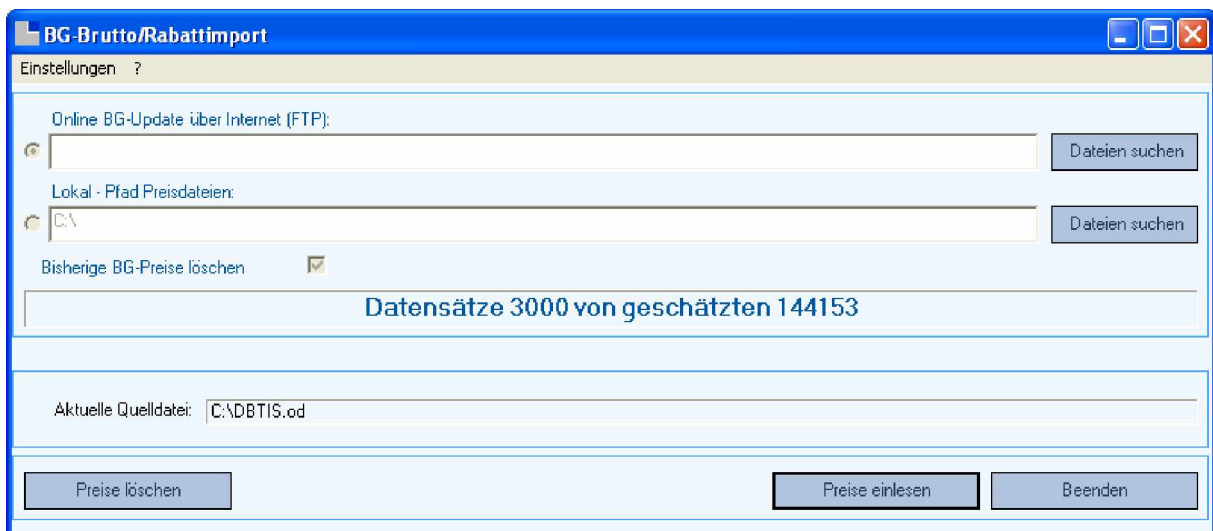 BG-Brutto/Rabattimport
Einstellungen ?
Online BG-Update über Internet (FTP):
Dateien suchen
Lokal - Pfad Preisdateien:
C:\
Dateien suchen
Bisherige BG-Preise löschen
Datensätze 3000 von geschätzten 144153
Aktuelle Quelldatei: C:\DBTIS.od
Preise löschen
Preise einlesen
Beenden